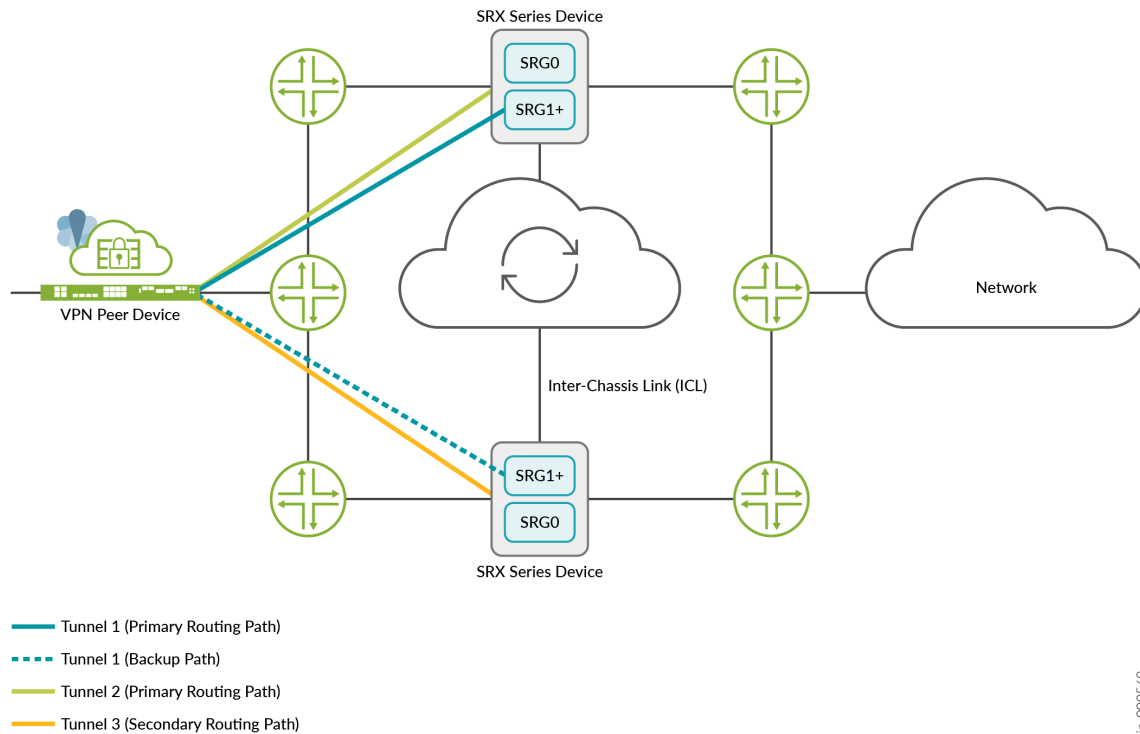 SRX Series Device
SRG0
SRG1+
VPN Peer Device
Network
Inter-Chassis Link (ICL)
SRG1+
SRG0
SRX Series Device
Tunnel 1 (Primary Routing Path)
Tunnel 1 (Backup Path)
Tunnel 2 (Primary Routing Path)
Tunnel 3 (Secondary Routing Path)